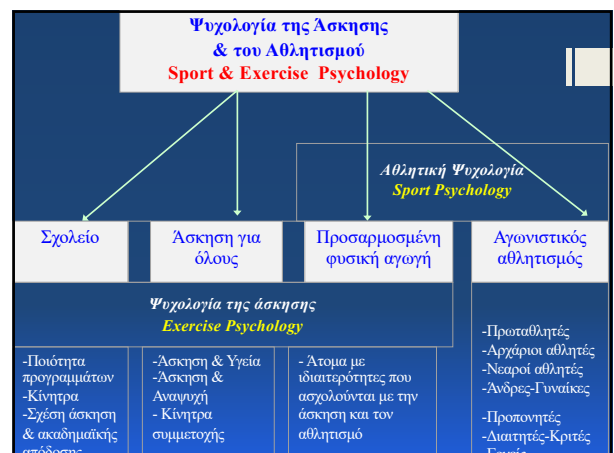 Ψυχολογία της Άσκησης
& του Αθλητισμού
Sport & Exercise Psychology
Αθλητική Ψυχολογία
Sport Psychology
Σχολείο
Άσκηση για
όλους
Προσαρμοσμένη
φυσική αγωγή
Αγωνιστικός
αθλητισμός
Ψυχολογία της άσκησης
Exercise Psychology
-Ποιότητα
προγραμμάτων
-Κίνητρα
-Σχέση άσκηση
& ακαδημαϊκής
απόδοσης
-Άσκηση & Υγεία
-Άσκηση &
Αναψυχή
- Κίνητρα
συμμετοχής
- Άτομα με
ιδιαιτερότητες που
ασχολούνται με την
άσκηση και τον
αθλητισμό
-Πρωταθλητές
-Αρχάριοι αθλητές
-Νεαροί αθλητές
-Άνδρες-Γυναίκες
-Προπονητές
-Διαιτητές-Κριτές
-Γονείς